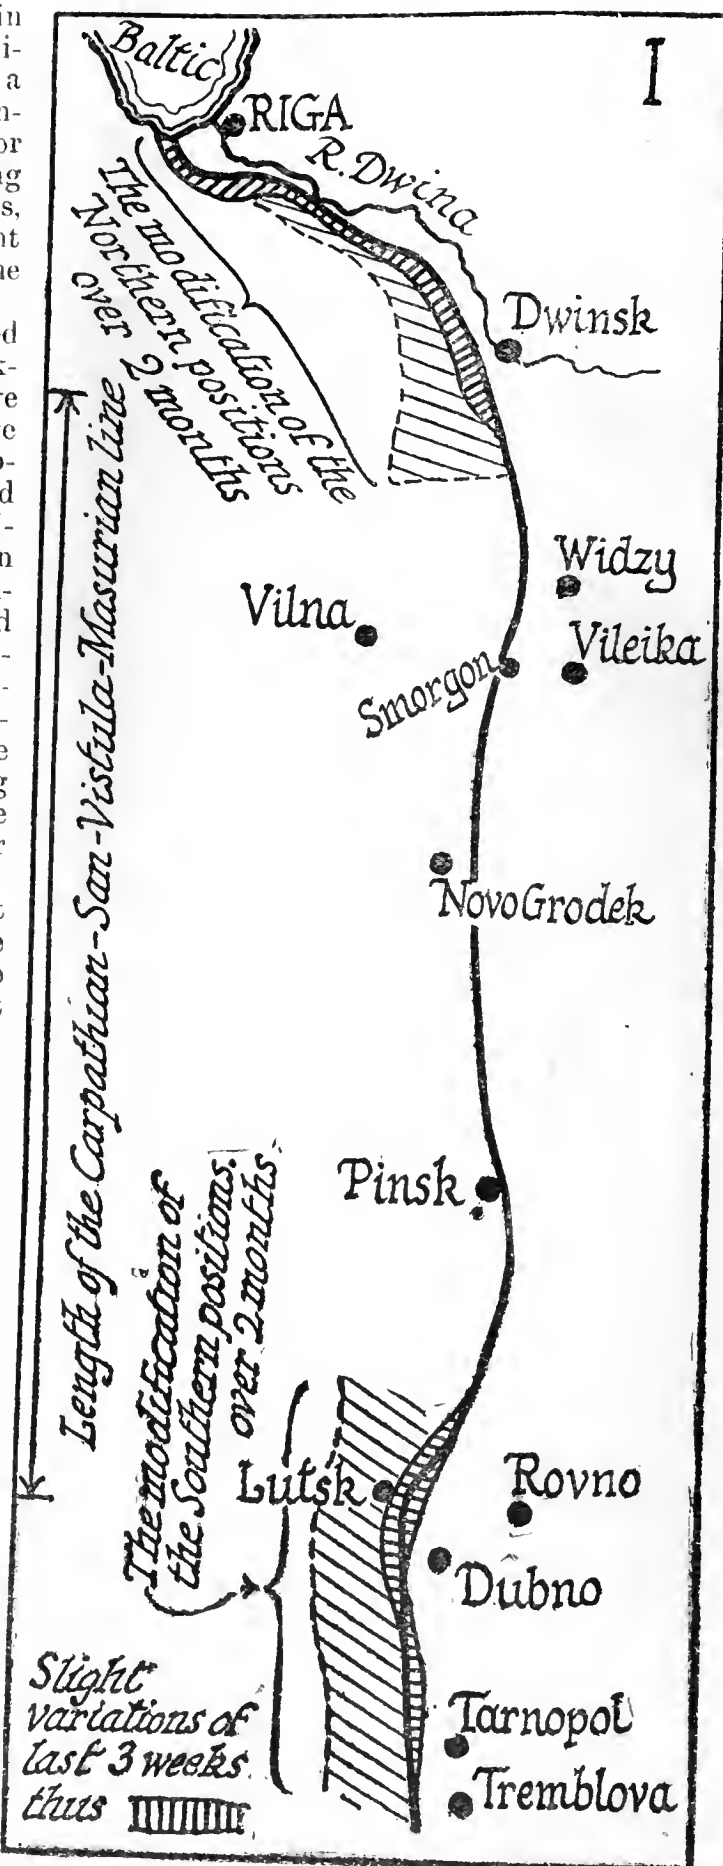 I
Baltic
RIGA
R. Dwina
The modification of the
Northern positions
over 2 months
Dwinsk
Length of the Carpathian-San-Vistula-Masurian line
Widzy
Vilna
Vileika
Smorgon
NovoGrodek
Pinsk
The modification of
the Southern positions.
over 2 months.
Lutsk
Rovno
Dubno
Slight
variations of
last 3 weeks.
thus
Tarnopol
Tremblova